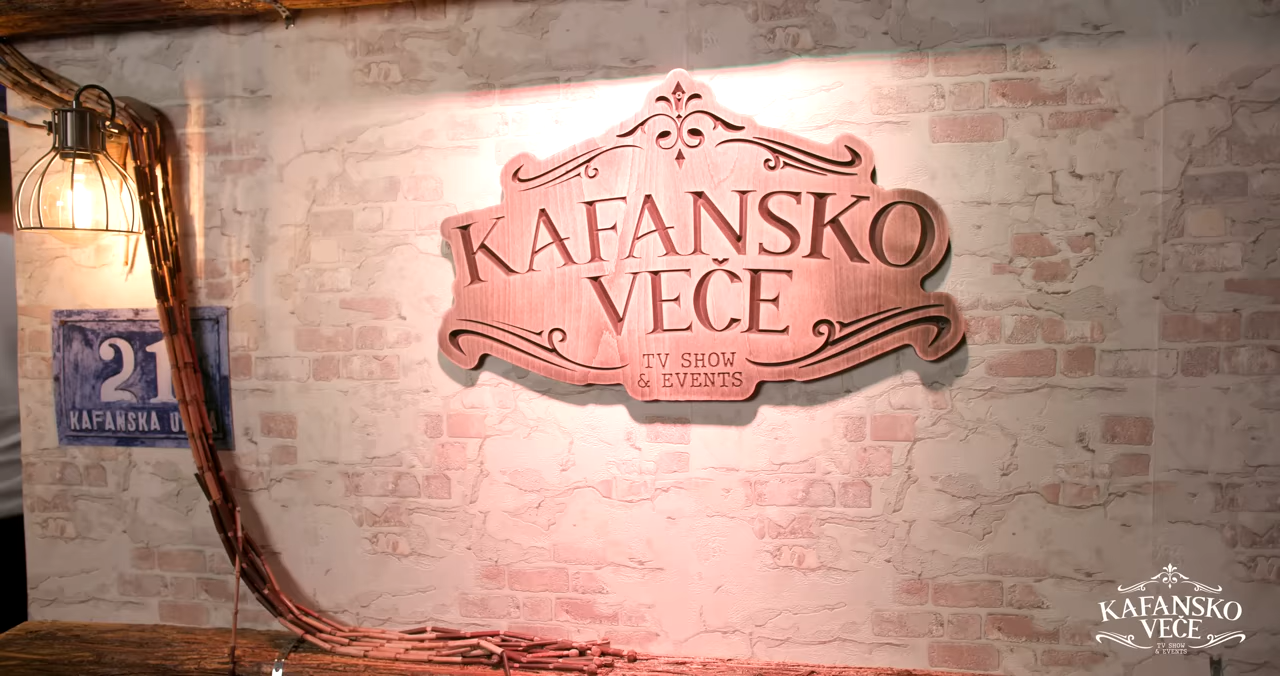 KAFANSKO
VEČE
TV SHOW
& EVENTS
21
KAFANSKA
KAFANSKO
VEČE
TV SHOW
& EVENTS